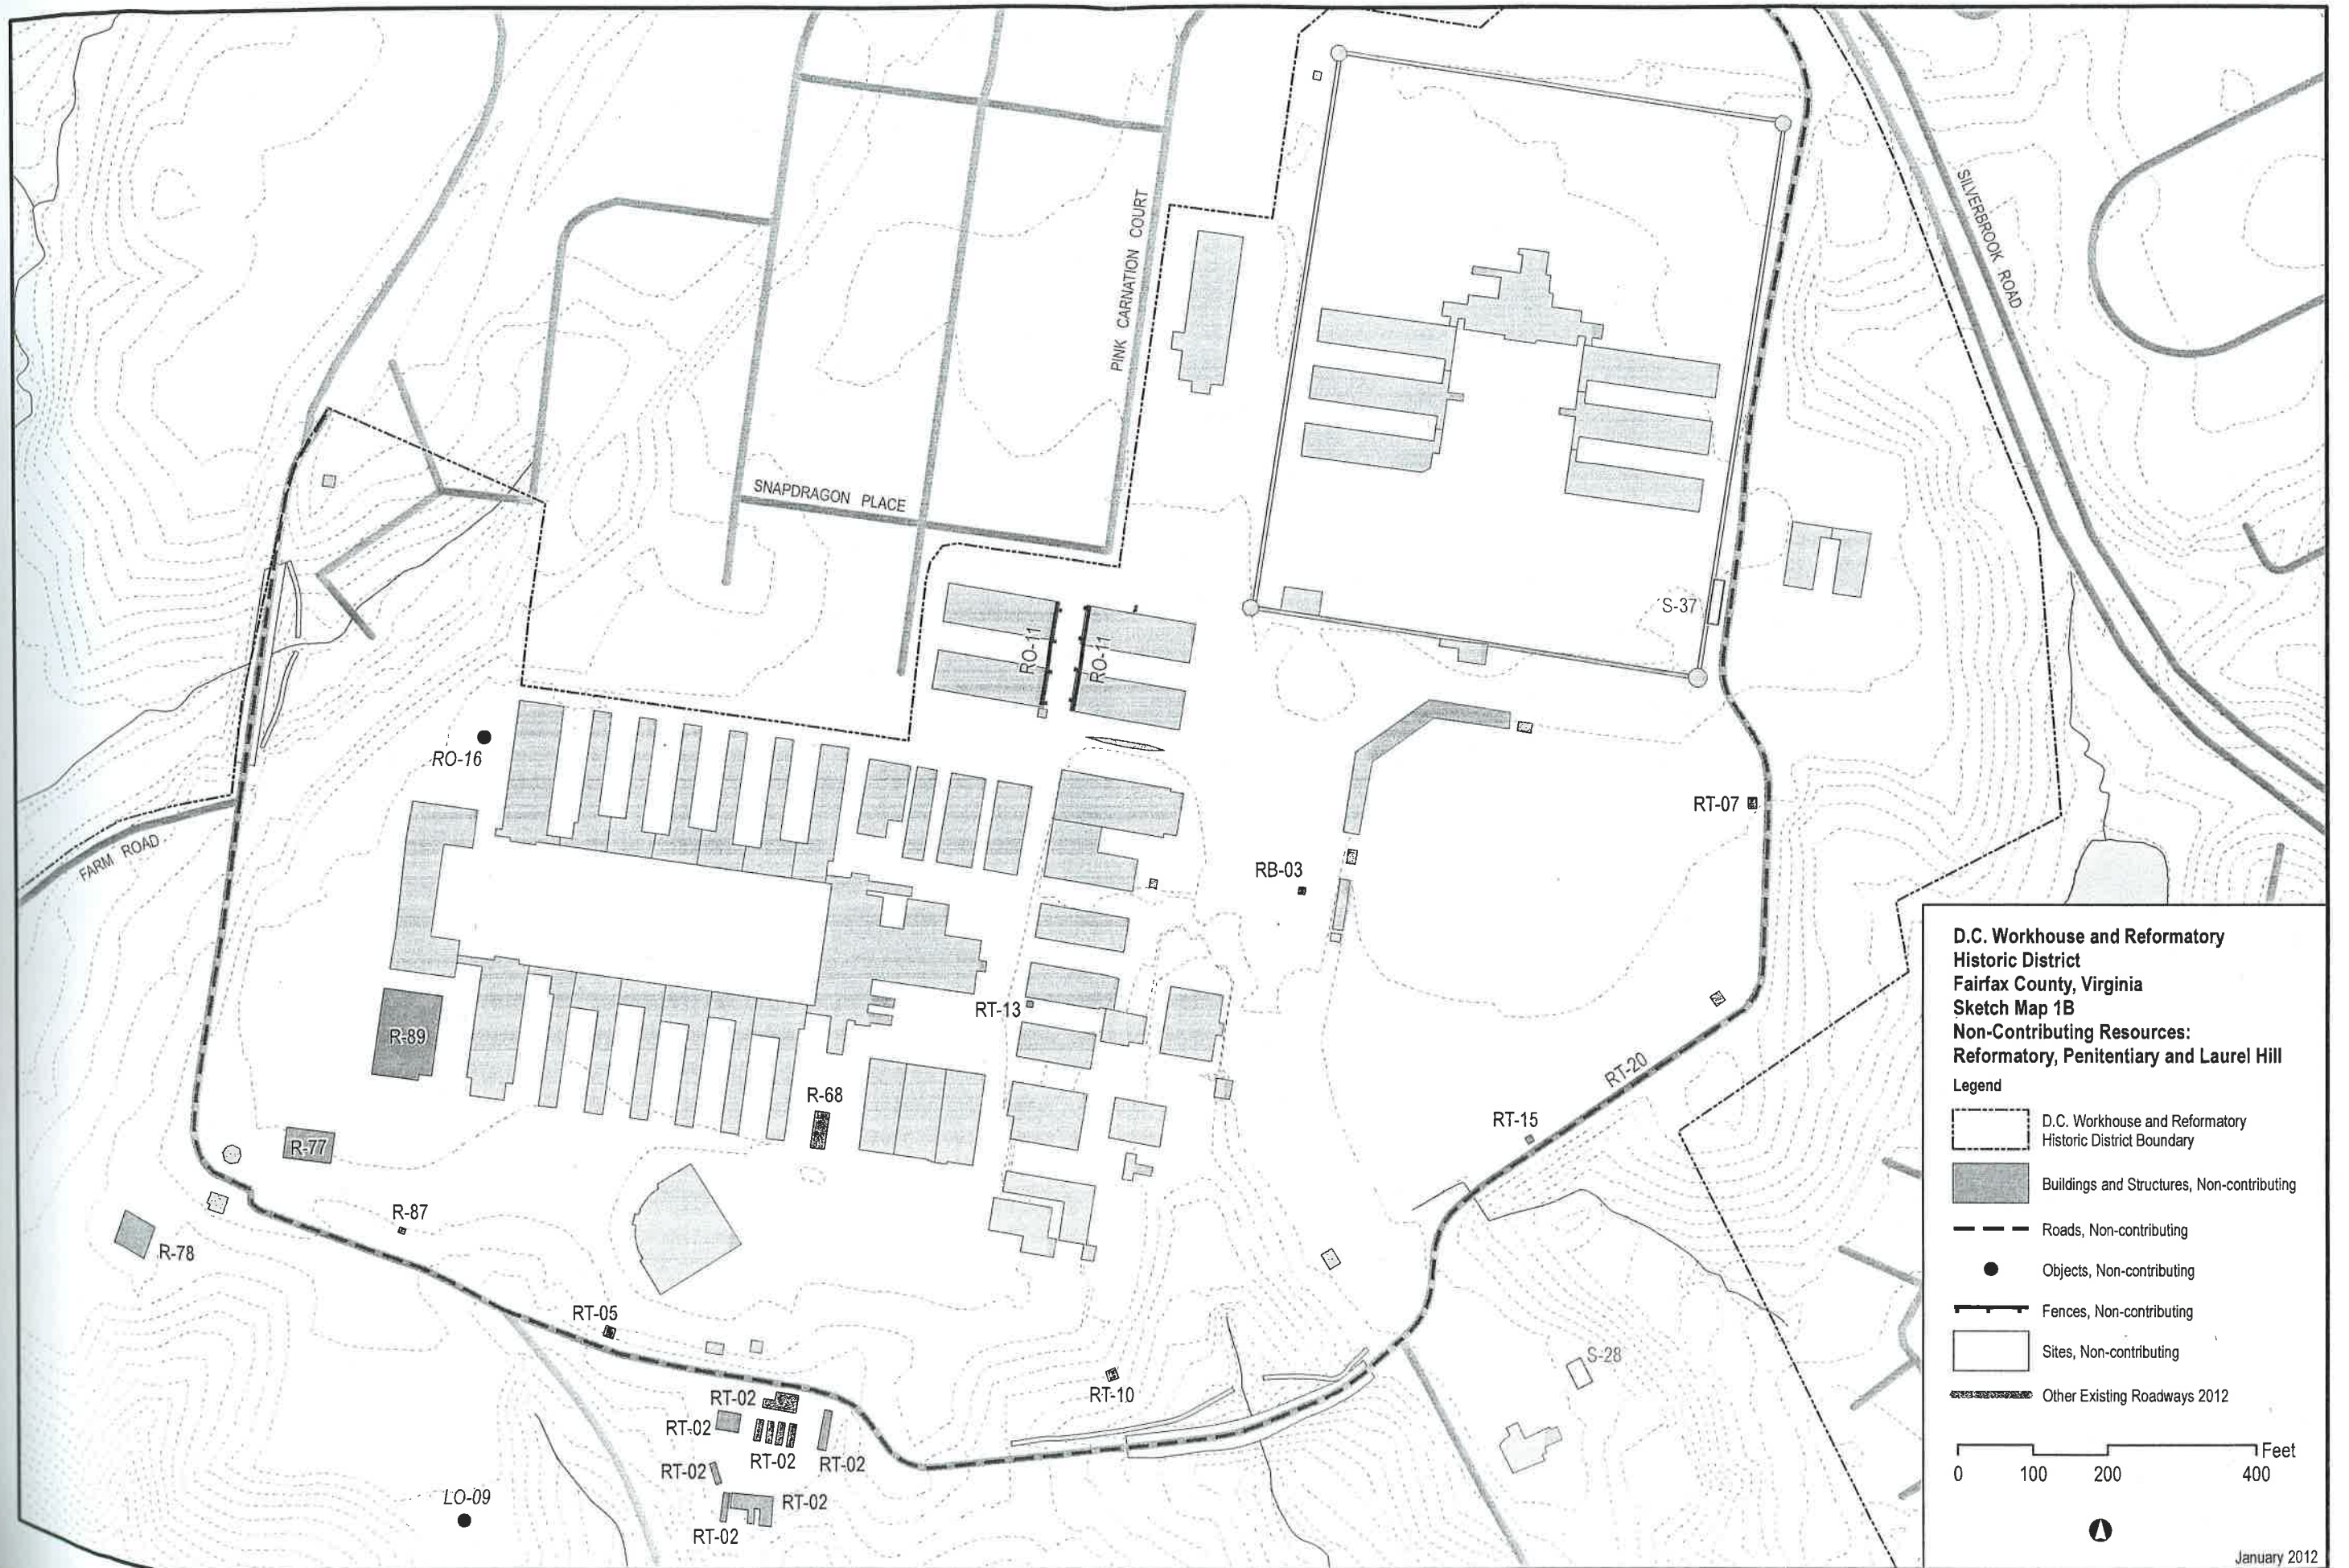 SILVERBROOK ROAD
PINK CARNATION COURT
SNAPDRAGON PLACE
S-37
RO-11
RO-11
RO-16
RT-07
FARM ROAD
RB-03
RT-13
R-89
R-68
RT-20
RT-15
R-77
R-87
R-78
RT-05
S-28
RT-10
RT-02
RT-02
RT-02
RT-02
RT-02
RT-02
RT-02
LO-09
D.C. Workhouse and Reformatory
Historic District
Fairfax County, Virginia
Sketch Map 1B
Non-Contributing Resources:
Reformatory, Penitentiary and Laurel Hill
Legend
D.C. Workhouse and Reformatory
Historic District Boundary
Buildings and Structures, Non-contributing
Roads, Non-contributing
Objects, Non-contributing
Fences, Non-contributing
Sites, Non-contributing
Other Existing Roadways 2012
Feet
0 100 200 400
January 2012